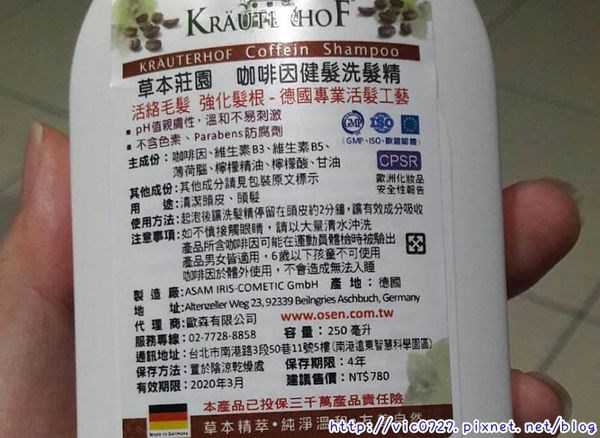 KRÄUTERHOF
KRÄUTERHOF Coffein Shampoo
草本莊園 咖啡因健髮洗髮精
活絡毛髮 強化髮根 - 德國專業活髮工藝
▪ pH值親膚性，溫和不易刺激
▪ 不含色素、Parabens防腐劑
GMP ISO
GMP、ISO、歐盟認證
主成份：咖啡因、維生素B3、維生素B5、
薄荷腦、檸檬精油、檸檬酸、甘油
CPSR
歐洲化妝品
安全性報告
其他成份：其他成分請見包裝原文標示
用 途：清潔頭皮、頭髮
使用方法：起泡後讓洗髮精停留在頭皮約2分鐘，讓有效成分吸收
注意事項：如不慎接觸眼睛，請以大量清水沖洗
產品所含咖啡因可能在運動員體檢時被驗出
產品男女皆適用，6歲以下孩童不可使用
咖啡因於體外使用，不會造成無法入睡
製 造 廠：ASAM IRIS-COMETIC GmbH 產 地：德國
地 址：Altenzeller Weg 23, 92339 Beilngries Aschbuch, Germany
代 理 商：歐森有限公司 www.osen.com.tw
服務專線：02-7728-8858 容 量：250 毫升
通訊地址：台北市南港路3段50巷11號5樓(南港遠東智慧科學園區)
保存方法：置於陰涼乾燥處 保存期限：4年
有效期限：2020年3月 建議售價：NT$780
本產品已投保三千萬產品責任險
Made in Germany
草本精萃・純淨溫和・友善自然
http://vic0727.pixnet.net/blog